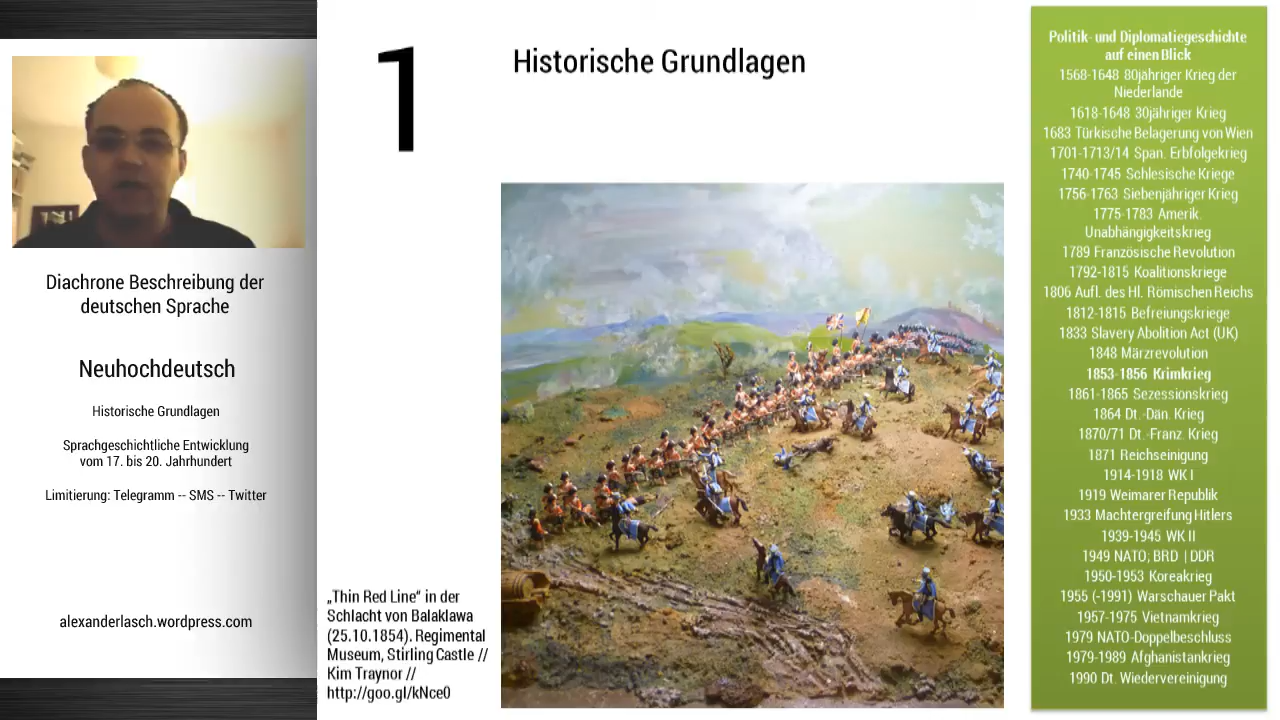 Diachrone Beschreibung der
deutschen Sprache
Neuhochdeutsch
Historische Grundlagen
Sprachgeschichtliche Entwicklung
vom 17. bis 20. Jahrhundert
Limitierung: Telegramm -- SMS -- Twitter
alexanderlasch.wordpress.com
1
Historische Grundlagen
„Thin Red Line“ in der
Schlacht von Balaklawa
(25.10.1854). Regimental
Museum, Stirling Castle //
Kim Traynor //
http://goo.gl/kNce0
Politik- und Diplomatiegeschichte
auf einen Blick
1568-1648 80jähriger Krieg der
Niederlande
1618-1648 30jähriger Krieg
1683 Türkische Belagerung von Wien
1701-1713/14 Span. Erbfolgekrieg
1740-1745 Schlesische Kriege
1756-1763 Siebenjähriger Krieg
1775-1783 Amerik.
Unabhängigkeitskrieg
1789 Französische Revolution
1792-1815 Koalitionskriege
1806 Aufl. des Hl. Römischen Reichs
1812-1815 Befreiungskriege
1833 Slavery Abolition Act (UK)
1848 Märzrevolution
1853-1856 Krimkrieg
1861-1865 Sezessionskrieg
1864 Dt.-Dän. Krieg
1870/71 Dt.-Franz. Krieg
1871 Reichseinigung
1914-1918 WK I
1919 Weimarer Republik
1933 Machtergreifung Hitlers
1939-1945 WK II
1949 NATO; BRD | DDR
1950-1953 Koreakrieg
1955 (-1991) Warschauer Pakt
1957-1975 Vietnamkrieg
1979 NATO-Doppelbeschluss
1979-1989 Afghanistankrieg
1990 Dt. Wiedervereinigung